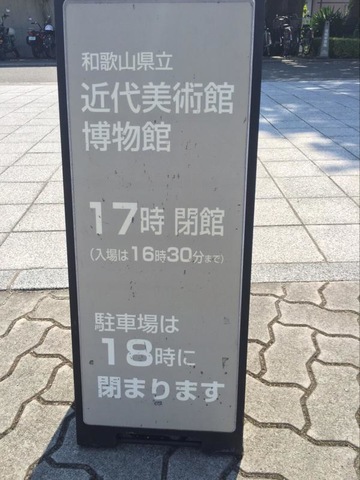 和歌山県立
近代美術館
博物館
17時 閉館
(入場は16時30分まで)
駐車場は
18時に
閉まります